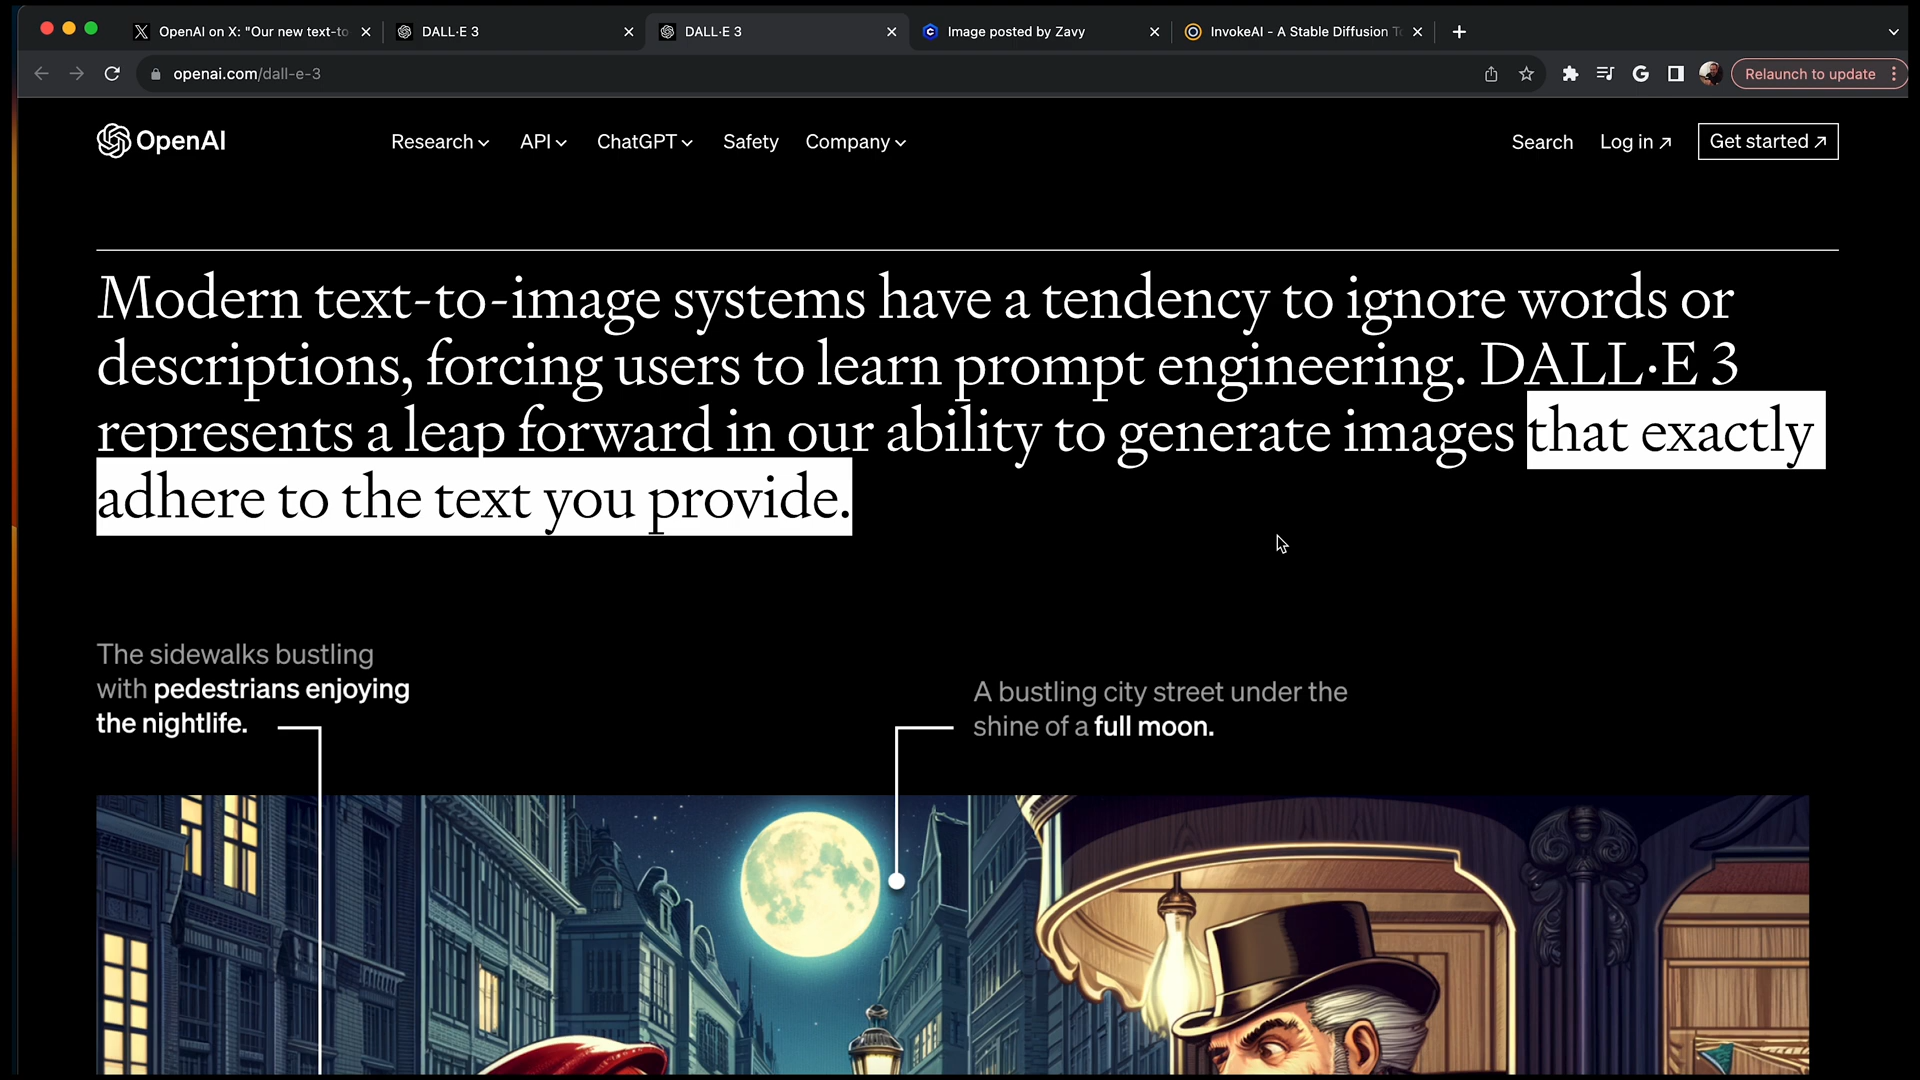 OpenAI on X: "Our new text-to
DALL·E 3
DALL·E 3
Image posted by Zavy
InvokeAI - A Stable Diffusion To
openai.com/dall-e-3
Relaunch to update
OpenAI
Research
API
ChatGPT
Safety
Company
Search
Log in ↗
Get started ↗
Modern text-to-image systems have a tendency to ignore words or
descriptions, forcing users to learn prompt engineering. DALL·E 3
represents a leap forward in our ability to generate images that exactly
adhere to the text you provide.
The sidewalks bustling
with pedestrians enjoying
the nightlife.
A bustling city street under the
shine of a full moon.